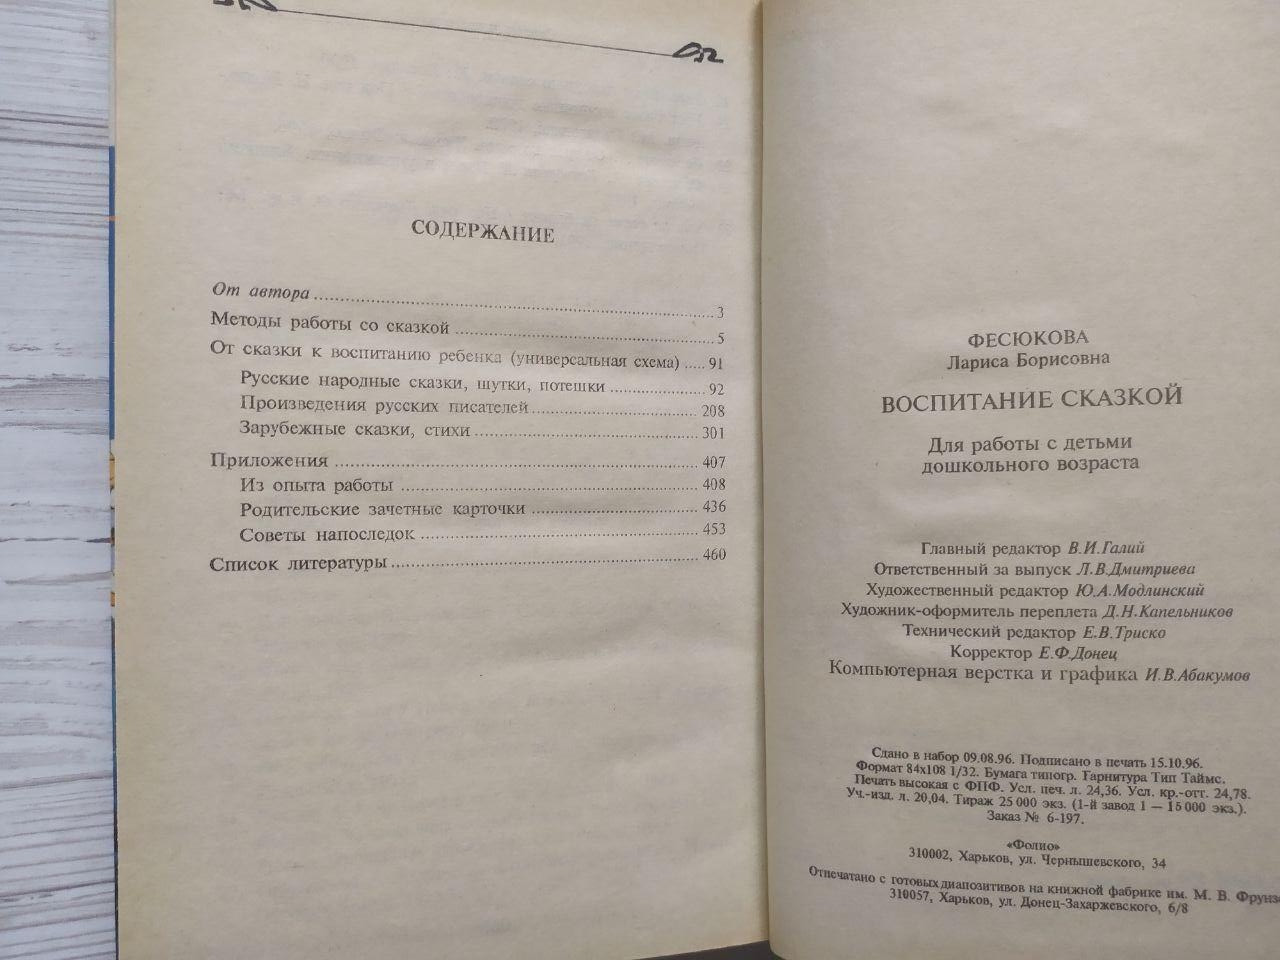 СОДЕРЖАНИЕ
От автора 3
Методы работы со сказкой 5
От сказки к воспитанию ребенка (универсальная схема) 91
Русские народные сказки, шутки, потешки 92
Произведения русских писателей 208
Зарубежные сказки, стихи 301
Приложения 407
Из опыта работы 408
Родительские зачетные карточки 436
Советы напоследок 453
Список литературы 460
ФЕСЮКОВА
Лариса Борисовна
ВОСПИТАНИЕ СКАЗКОЙ
Для работы с детьми
дошкольного возраста
Главный редактор В.И.Галий
Ответственный за выпуск Л.В.Дмитриева
Художественный редактор Ю.А.Модлинский
Художник-оформитель переплета Д.Н.Капельников
Технический редактор Е.В.Триско
Корректор Е.Ф.Донец
Компьютерная верстка и графика И.В.Абакумов
Сдано в набор 09.08.96. Подписано в печать 15.10.96.
Формат 84х108 1/32. Бумага типогр. Гарнитура Тип Таймс.
Печать высокая с ФПФ. Усл. печ. л. 24,36. Усл. кр.-отт. 24,78.
Уч.-изд. л. 20,04. Тираж 25 000 экз. (1-й завод 1 — 15 000 экз.).
Заказ № 6-197.
«Фолио»
310002, Харьков, ул. Чернышевского, 34
Отпечатано с готовых диапозитивов на книжной фабрике им. М. В. Фрунз
310057, Харьков, ул. Донец-Захаржевского, 6/8